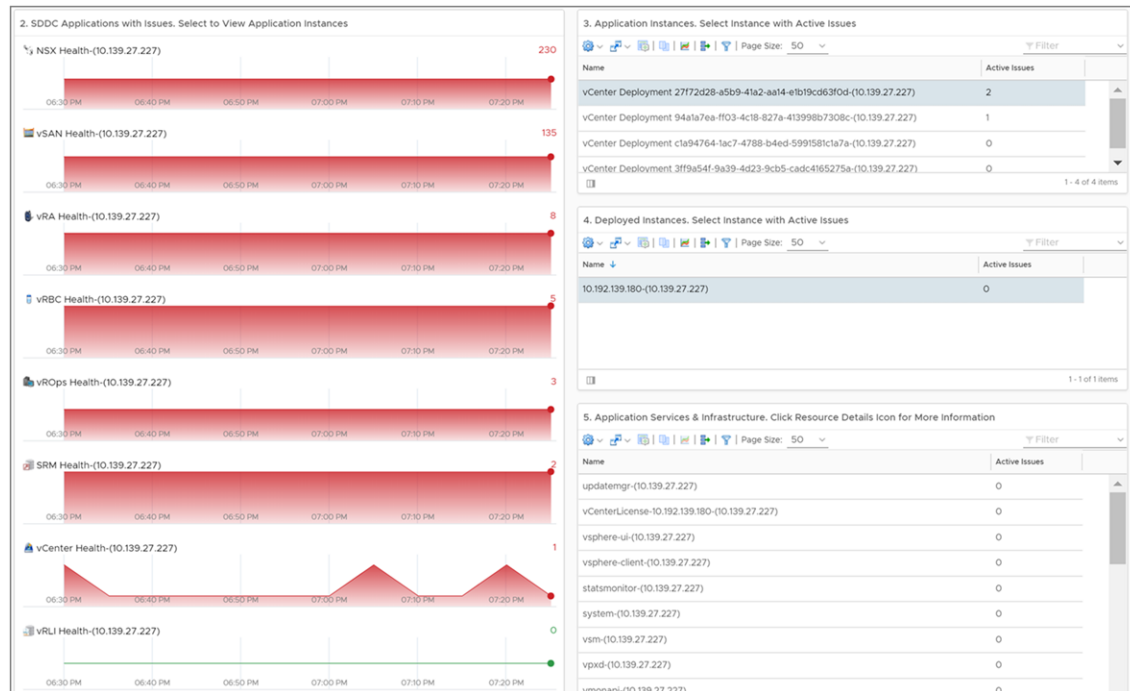 2. SDDC Applications with Issues. Select to View Application Instances
NSX Health-(10.139.27.227)
230
06:30 PM 06:40 PM 06:50 PM 07:00 PM 07:10 PM 07:20 PM
vSAN Health-(10.139.27.227)
135
06:30 PM 06:40 PM 06:50 PM 07:00 PM 07:10 PM 07:20 PM
vRA Health-(10.139.27.227)
8
06:30 PM 06:40 PM 06:50 PM 07:00 PM 07:10 PM 07:20 PM
vRBC Health-(10.139.27.227)
5
06:30 PM 06:40 PM 06:50 PM 07:00 PM 07:10 PM 07:20 PM
vROps Health-(10.139.27.227)
3
06:30 PM 06:40 PM 06:50 PM 07:00 PM 07:10 PM 07:20 PM
SRM Health-(10.139.27.227)
2
06:30 PM 06:40 PM 06:50 PM 07:00 PM 07:10 PM 07:20 PM
vCenter Health-(10.139.27.227)
1
06:30 PM 06:40 PM 06:50 PM 07:00 PM 07:10 PM 07:20 PM
vRLI Health-(10.139.27.227)
0
06:30 PM 06:40 PM 06:50 PM 07:00 PM 07:10 PM 07:20 PM
3. Application Instances. Select Instance with Active Issues
Page Size: 50 Filter
Name Active Issues
vCenter Deployment 27f72d28-a5b9-41a2-aa14-e1b19cd63f0d-(10.139.27.227) 2
vCenter Deployment 94a1a7ea-ff03-4c18-827a-413998b7308c-(10.139.27.227) 1
vCenter Deployment c1a94764-1ac7-4788-b4ed-5991581c1a7a-(10.139.27.227) 0
vCenter Deployment 3ff9a54f-9a39-4d23-9cb5-cadc4165275a-(10.139.27.227) 0
1 - 4 of 4 items
4. Deployed Instances. Select Instance with Active Issues
Page Size: 50 Filter
Name Active Issues
10.192.139.180-(10.139.27.227) 0
1 - 1 of 1 items
5. Application Services & Infrastructure. Click Resource Details Icon for More Information
Page Size: 50 Filter
Name Active Issues
updatemgr-(10.139.27.227) 0
vCenterLicense-10.192.139.180-(10.139.27.227) 0
vsphere-ui-(10.139.27.227) 0
vsphere-client-(10.139.27.227) 0
statsmonitor-(10.139.27.227) 0
system-(10.139.27.227) 0
vsm-(10.139.27.227) 0
vpxd-(10.139.27.227) 0
vmonapi-(10.139.27.227) 0